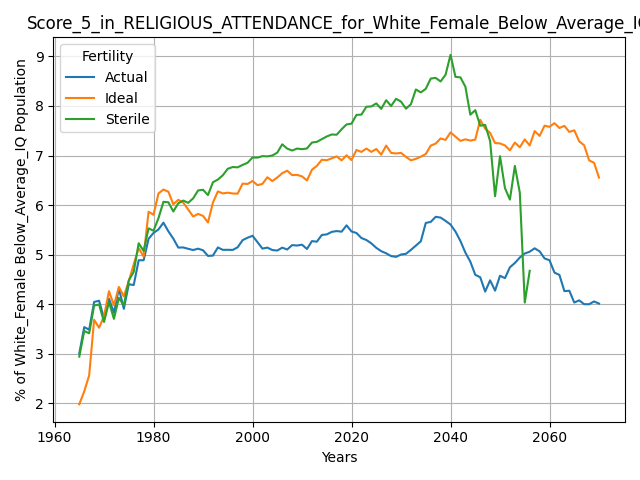 Score_5_in_RELIGIOUS_ATTENDANCE_for_White_Female_Below_Average_IQ
Fertility
Actual
Ideal
Sterile
% of White_Female Below_Average_IQ Population
9
8
7
6
5
4
3
2
1960
1980
2000
2020
2040
2060
Years